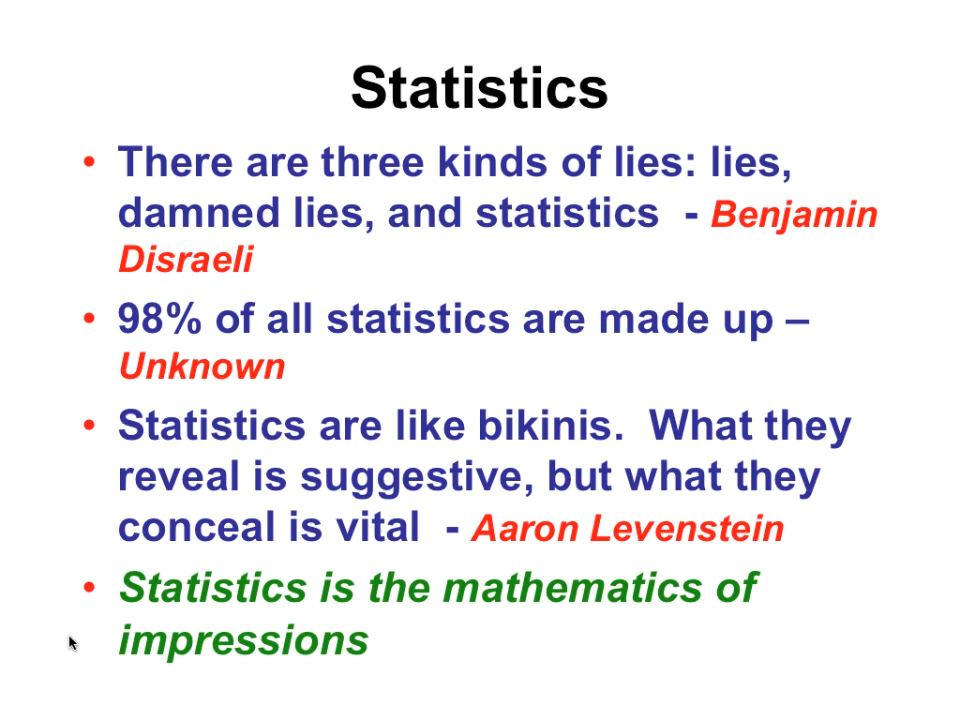 Statistics
• There are three kinds of lies: lies,
damned lies, and statistics  - Benjamin
Disraeli
• 98% of all statistics are made up –
Unknown
• Statistics are like bikinis.  What they
reveal is suggestive, but what they
conceal is vital  - Aaron Levenstein
• Statistics is the mathematics of
impressions